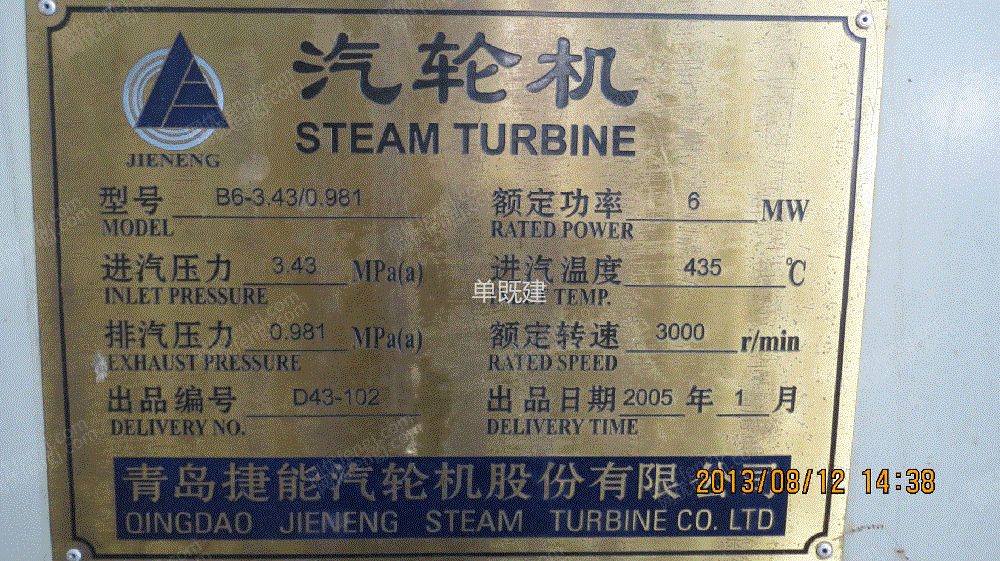 汽轮机
STEAM TURBINE
JIENENG
型号 B6-3.43/0.981
MODEL
额定功率 6 MW
RATED POWER
进汽压力 3.43 MPa(a)
INLET PRESSURE
进汽温度 435 ℃
TEMP.
单既建
排汽压力 0.981 MPa(a)
EXHAUST PRESSURE
额定转速 3000 r/min
RATED SPEED
出品编号 D43-102
DELIVERY NO.
出品日期 2005 年 1 月
DELIVERY TIME
青岛捷能汽轮机股份有限
QINGDAO JIENENG STEAM TURBINE CO. LTD
2013/08/12 14:38